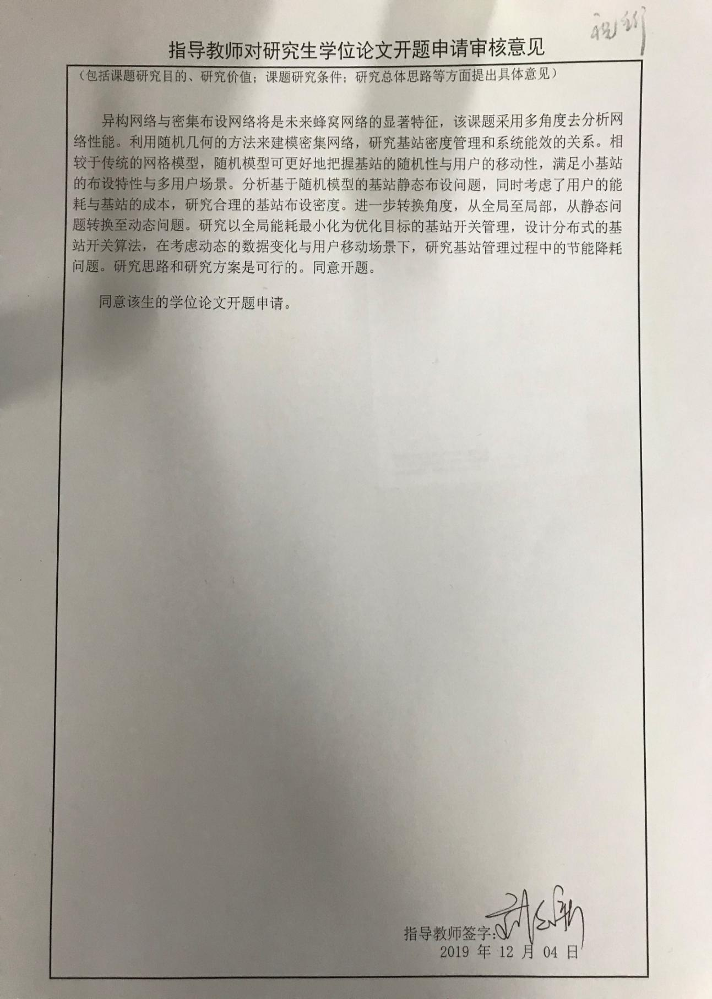 指导教师对研究生学位论文开题申请审核意见
（包括课题研究目的、研究价值；课题研究条件；研究总体思路等方面提出具体意见）
异构网络与密集布设网络将是未来蜂窝网络的显著特征，该课题采用多角度去分析网
络性能。利用随机几何的方法来建模密集网络，研究基站密度管理和系统能效的关系。相
较于传统的网格模型，随机模型可更好地把握基站的随机性与用户的移动性，满足小基站
的布设特性与多用户场景。分析基于随机模型的基站静态布设问题，同时考虑了用户的能
耗与基站的成本，研究合理的基站布设密度。进一步转换角度，从全局至局部，从静态问
题转换至动态问题。研究以全局能耗最小化为优化目标的基站开关管理，设计分布式的基
站开关算法，在考虑动态的数据变化与用户移动场景下，研究基站管理过程中的节能降耗
问题。研究思路和研究方案是可行的。同意开题。
同意该生的学位论文开题申请。
指导教师签字：
2019 年 12 月 04 日